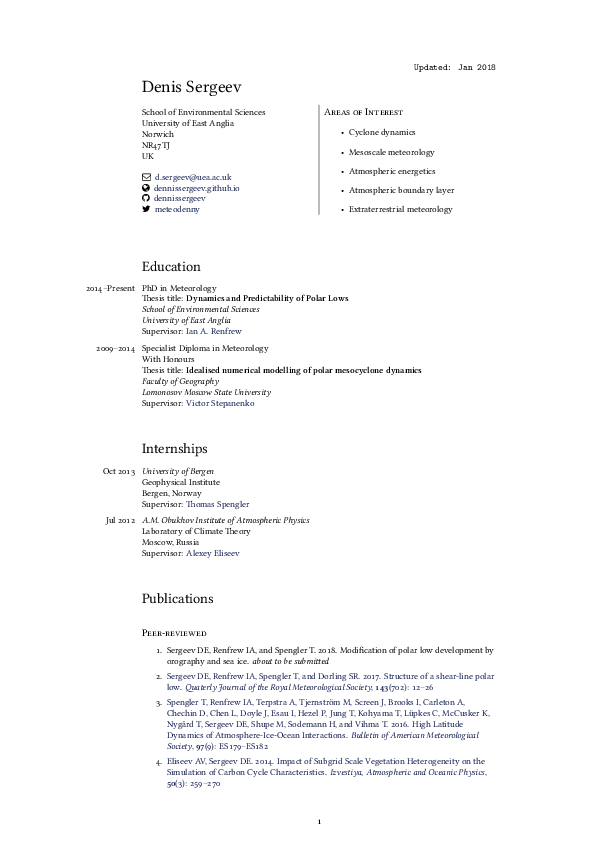 Updated: Jan 2018
Denis Sergeev
School of Environmental Sciences
University of East Anglia
Norwich
NR47TJ
UK
d.sergeev@uea.ac.uk
dennissergeev.github.io
dennissergeev
meteodenny
Areas of Interest
• Cyclone dynamics
• Mesoscale meteorology
• Atmospheric energetics
• Atmospheric boundary layer
• Extraterrestrial meteorology
Education
2014–Present PhD in Meteorology
Thesis title: Dynamics and Predictability of Polar Lows
School of Environmental Sciences
University of East Anglia
Supervisor: Ian A. Renfrew
2009–2014 Specialist Diploma in Meteorology
With Honours
Thesis title: Idealised numerical modelling of polar mesocyclone dynamics
Faculty of Geography
Lomonosov Moscow State University
Supervisor: Victor Stepanenko
Internships
Oct 2013 University of Bergen
Geophysical Institute
Bergen, Norway
Supervisor: Thomas Spengler
Jul 2012 A.M. Obukhov Institute of Atmospheric Physics
Laboratory of Climate Theory
Moscow, Russia
Supervisor: Alexey Eliseev
Publications
Peer-reviewed
1. Sergeev DE, Renfrew IA, and Spengler T. 2018. Modification of polar low development by
orography and sea ice. about to be submitted
2. Sergeev DE, Renfrew IA, Spengler T, and Dorling SR. 2017. Structure of a shear-line polar
low. Quaterly Journal of the Royal Meteorological Society, 143(702): 12–26
3. Spengler T, Renfrew IA, Terpstra A, Tjernström M, Screen J, Brooks I, Carleton A,
Chechin D, Chen L, Doyle J, Esau I, Hezel P, Jung T, Kohyama T, Lüpkes C, McCusker K,
Nygård T, Sergeev DE, Shupe M, Sodemann H, and Vihma T. 2016. High Latitude
Dynamics of Atmosphere-Ice-Ocean Interactions. Bulletin of American Meteorological
Society, 97(9): ES179–ES182
4. Eliseev AV, Sergeev DE. 2014. Impact of Subgrid Scale Vegetation Heterogeneity on the
Simulation of Carbon Cycle Characteristics. Izvestiya, Atmospheric and Oceanic Physics,
50(3): 259–270
1